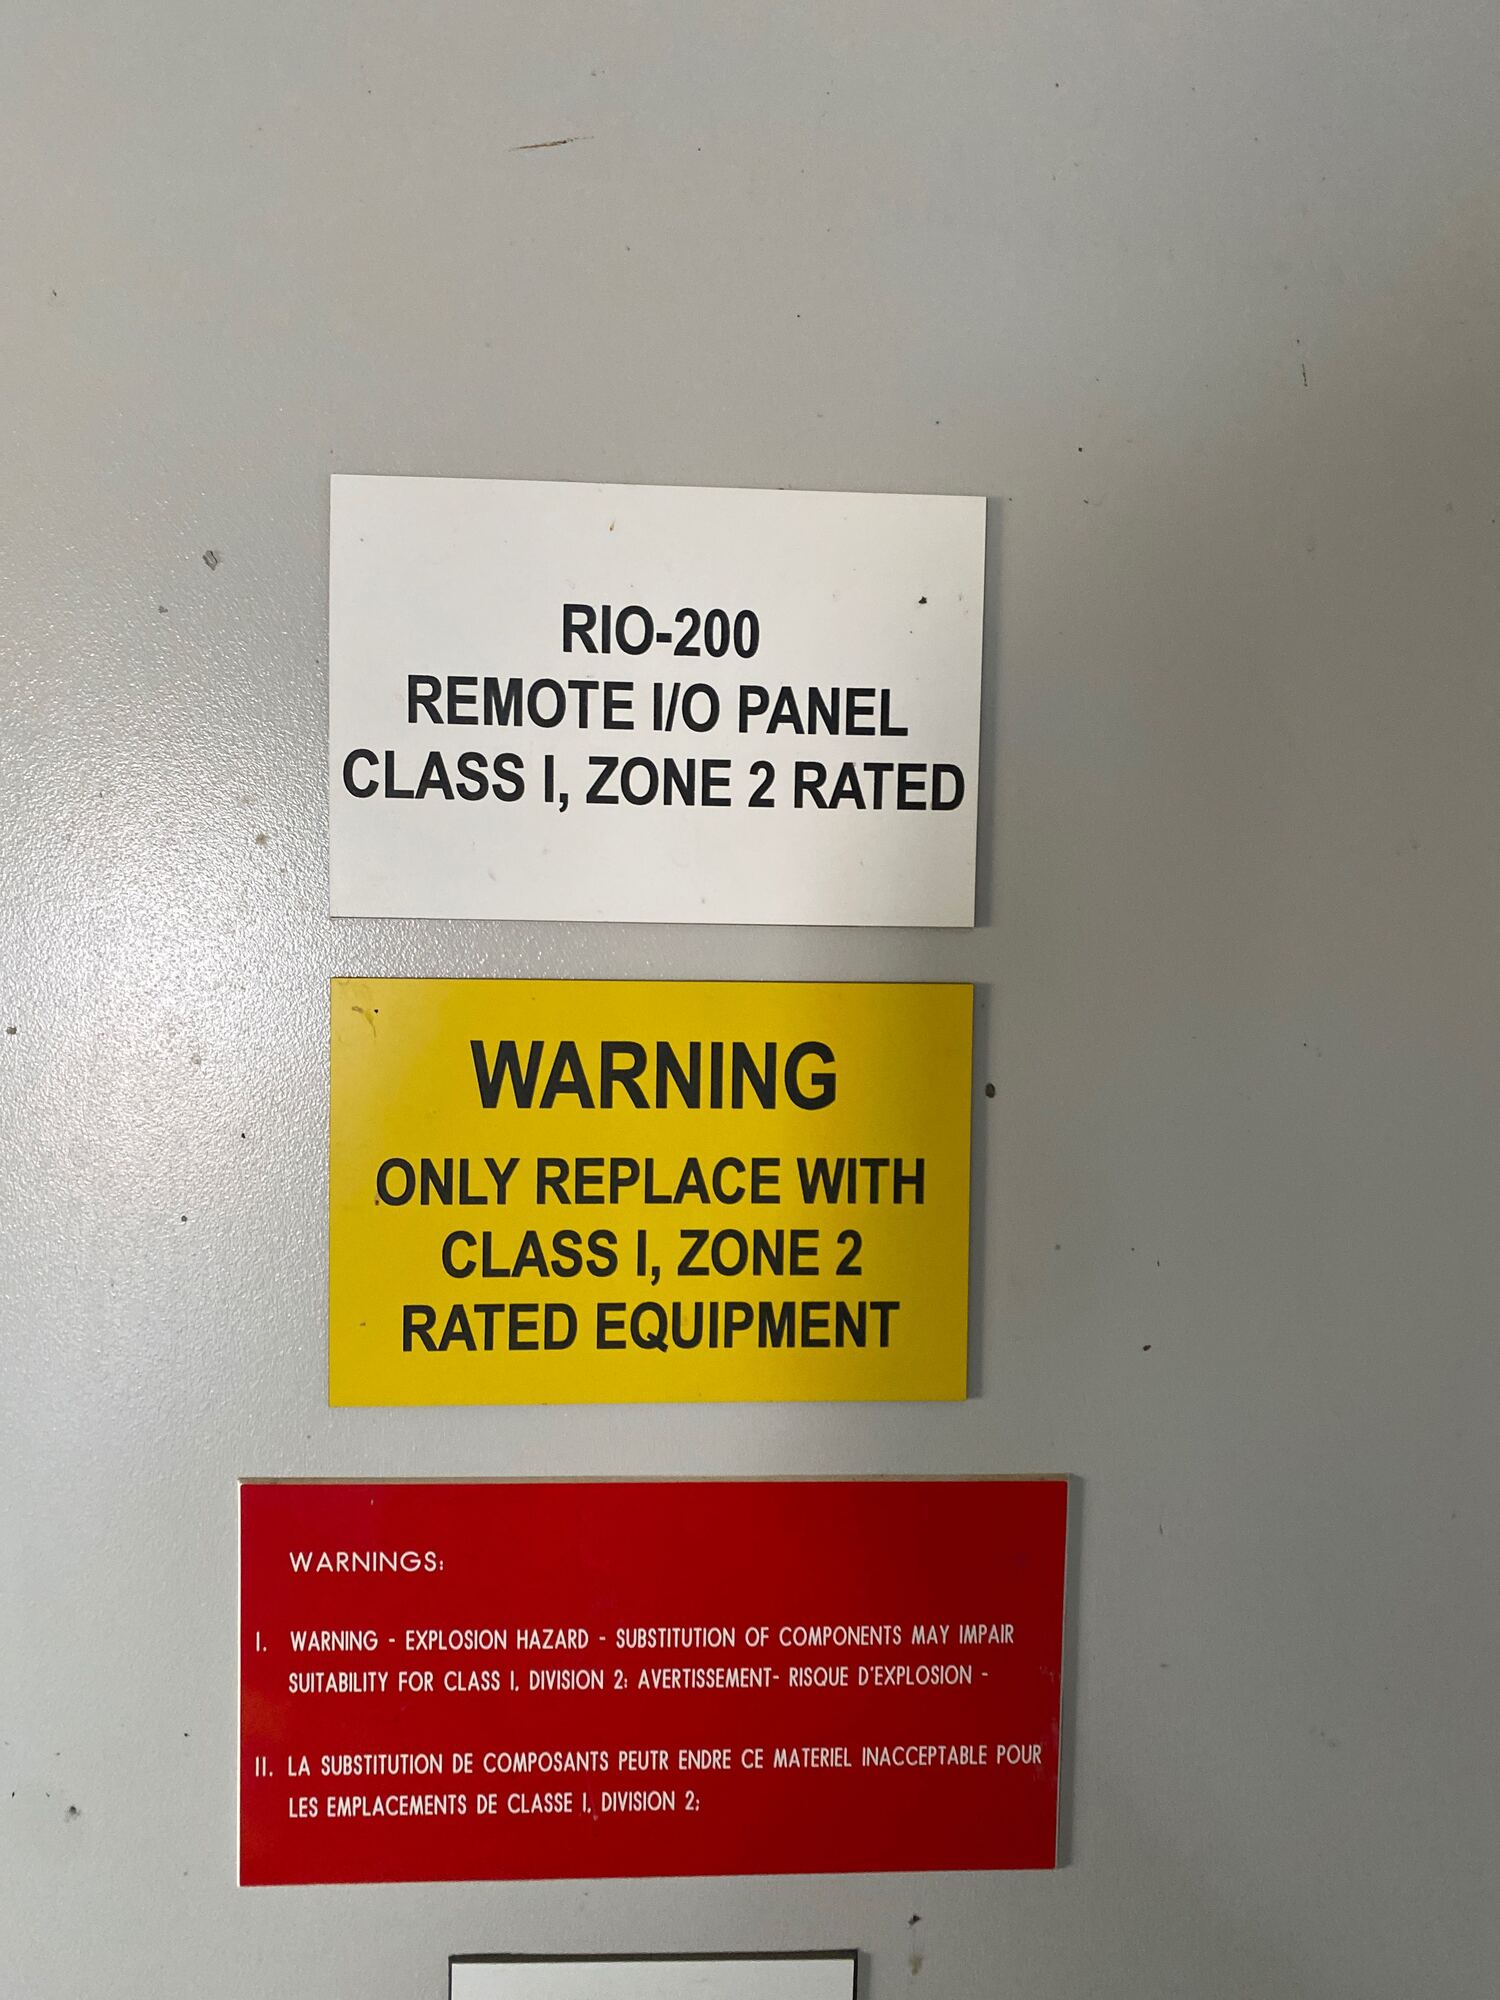 RIO-200
REMOTE I/O PANEL
CLASS I, ZONE 2 RATED
WARNING
ONLY REPLACE WITH
CLASS I, ZONE 2
RATED EQUIPMENT
WARNINGS:
I. WARNING - EXPLOSION HAZARD - SUBSTITUTION OF COMPONENTS MAY IMPAIR
SUITABILITY FOR CLASS I, DIVISION 2; AVERTISSEMENT- RISQUE D'EXPLOSION -
II. LA SUBSTITUTION DE COMPOSANTS PEUTR ENDRE CE MATERIEL INACCEPTABLE POUR
LES EMPLACEMENTS DE CLASSE I, DIVISION 2;